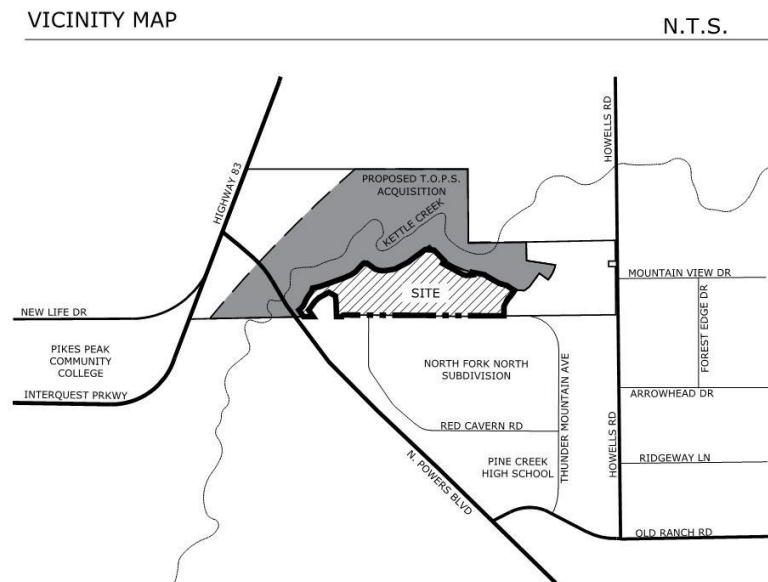 VICINITY MAP
N.T.S.
HOWELLS RD
HIGHWAY 83
PROPOSED T.O.P.S.
ACQUISITION
KETTLE CREEK
MOUNTAIN VIEW DR
SITE
NEW LIFE DR
FOREST EDGE DR
PIKES PEAK
COMMUNITY
COLLEGE
NORTH FORK NORTH
SUBDIVISION
THUNDER MOUNTAIN AVE
INTERQUEST PRKWY
ARROWHEAD DR
RED CAVERN RD
HOWELLS RD
N. POWERS BLVD
PINE CREEK
HIGH SCHOOL
RIDGEWAY LN
OLD RANCH RD